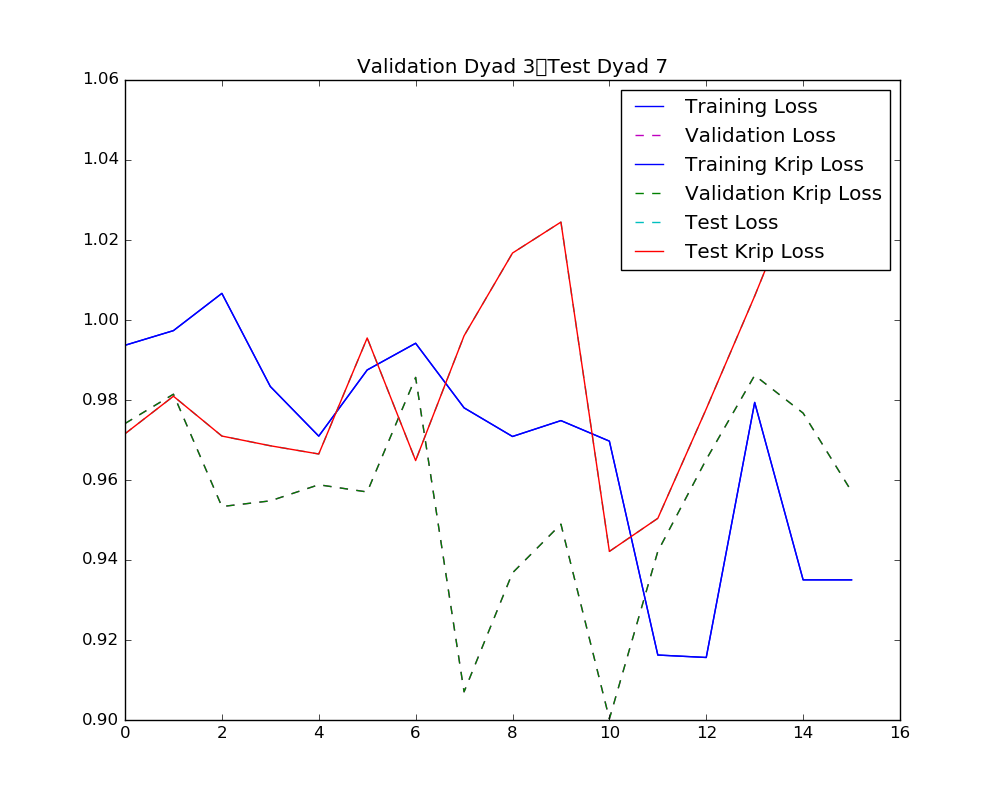 Validation Dyad 3▯Test Dyad 7
1.06
1.04
1.02
1.00
0.98
0.96
0.94
0.92
0.90
0 2 4 6 8 10 12 14 16
Training Loss
Validation Loss
Training Krip Loss
Validation Krip Loss
Test Loss
Test Krip Loss